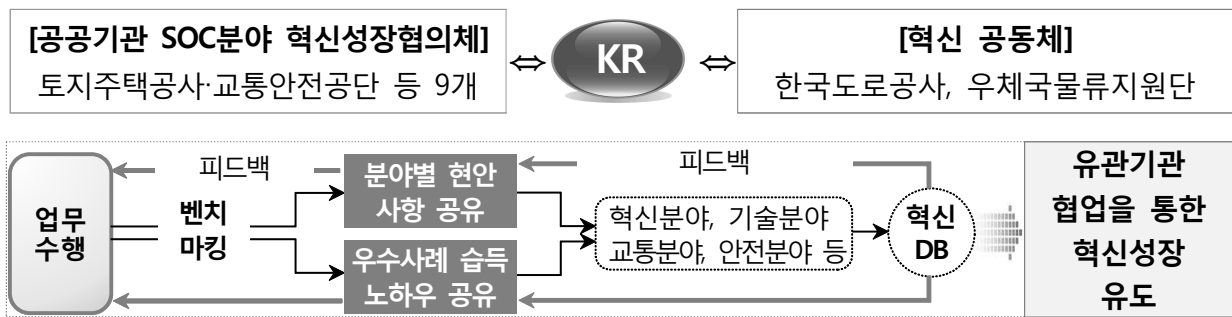 [공공기관 SOC분야 혁신성장협의체]
토지주택공사·교통안전공단 등 9개
KR
[혁신 공동체]
한국도로공사, 우체국물류지원단
업무
수행
피드백
벤치
마킹
분야별 현안
사항 공유
우수사례 습득
노하우 공유
피드백
혁신분야, 기술분야
교통분야, 안전분야 등
혁신
DB
유관기관
협업을 통한
혁신성장
유도